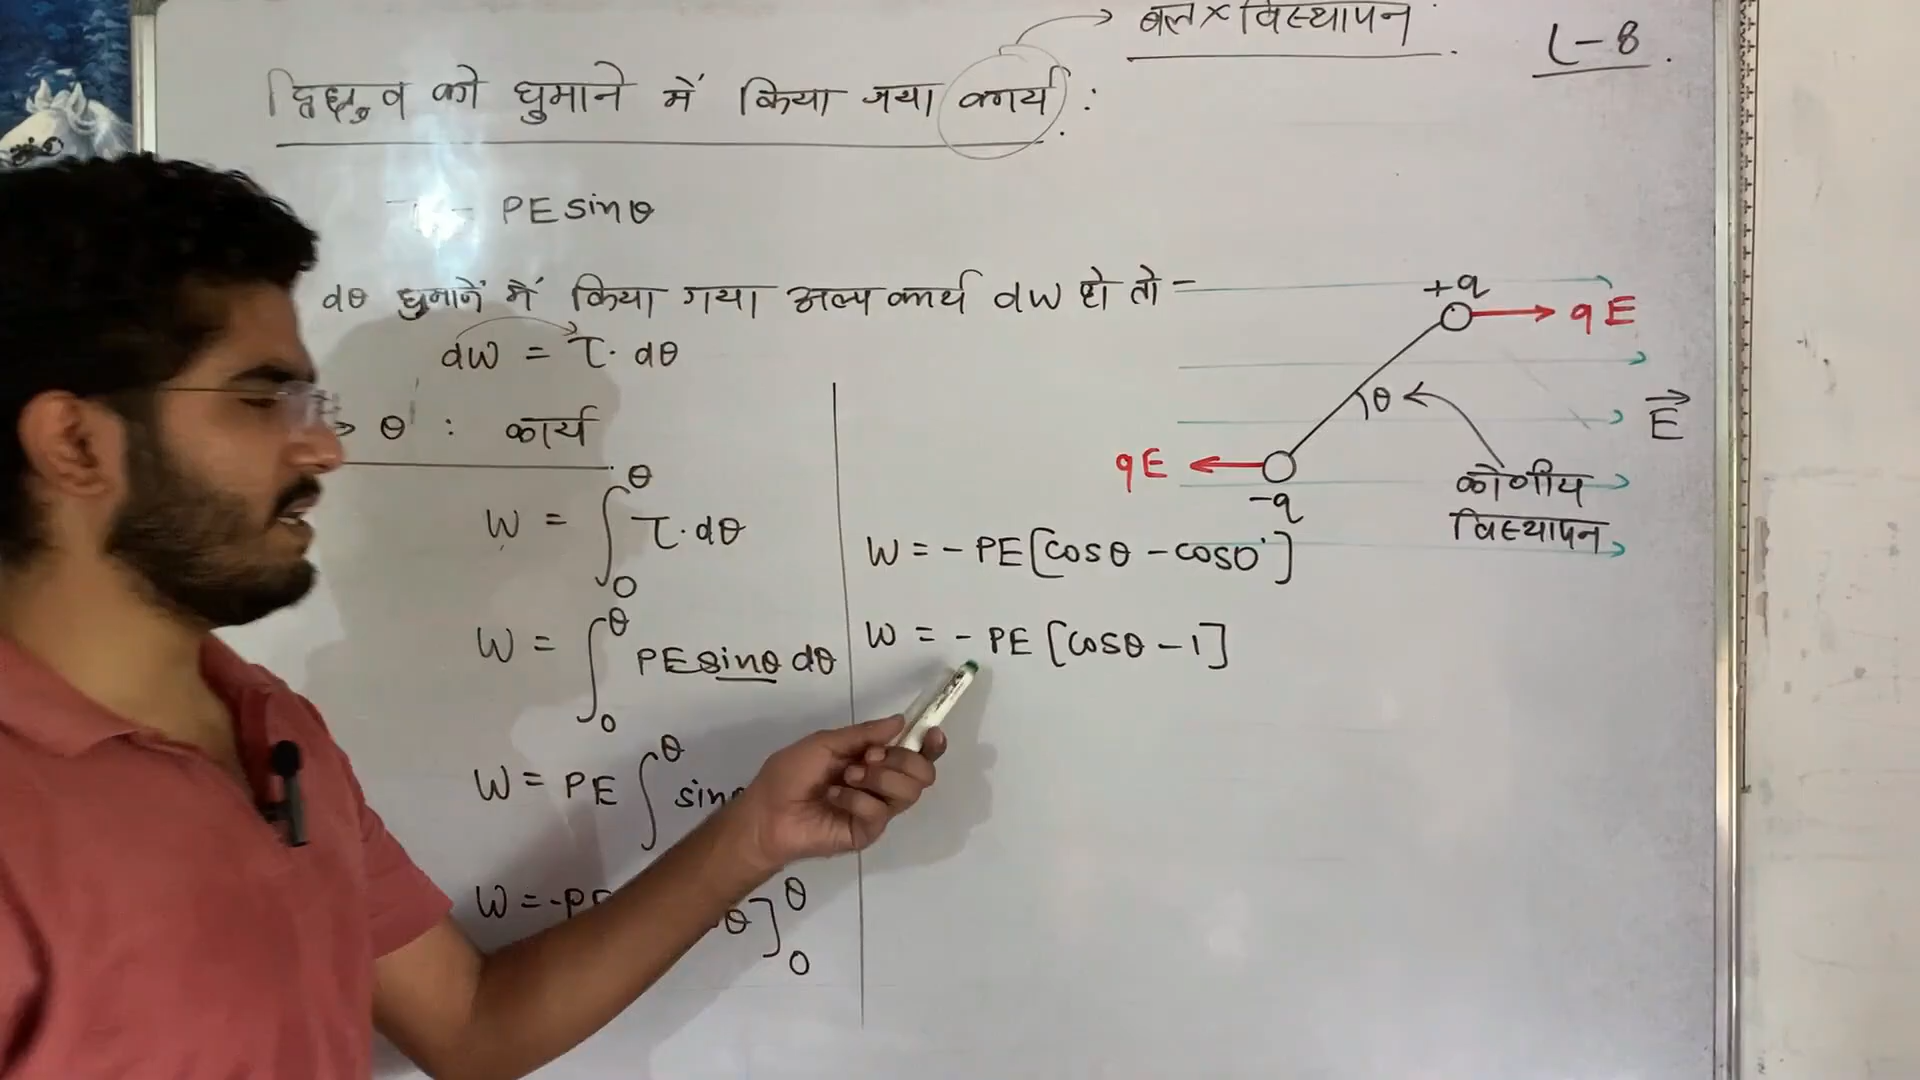 बल × विस्थापन
L-8
द्विध्रुव को घुमाने में किया गया कार्य :
PE sinθ
dθ घुमानें में किया गया अल्प कार्य dw हो तो -
dw = τ. dθ
θ : कार्य
W = ∫₀^θ τ. dθ
W = ∫₀^θ PE sinθ dθ
W = PE ∫^θ sin
W = -P θ]₀^θ
W = - PE [cosθ - cos0°]
W = - PE [cosθ - 1]
+q
qE
θ
E⃗
qE
-q
कोणीय
विस्थापन